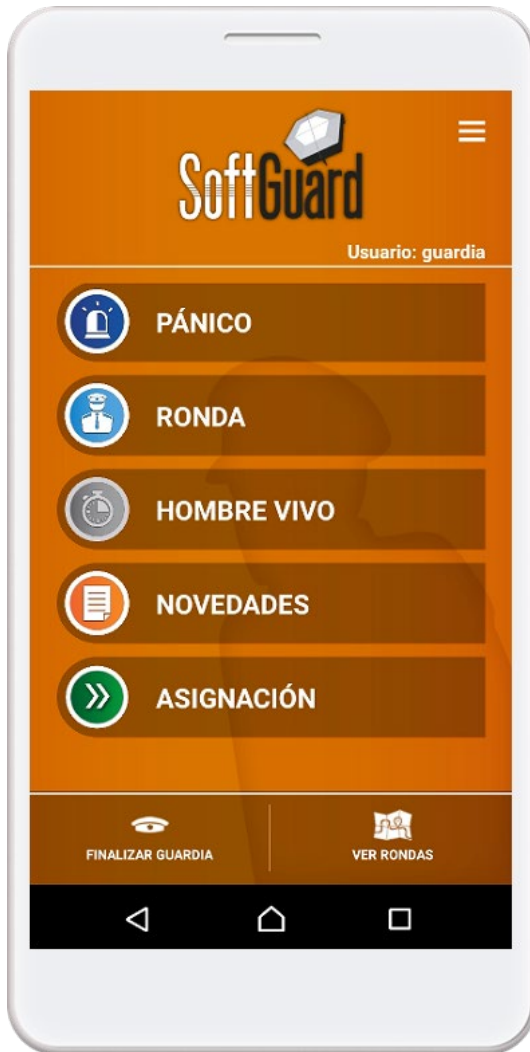 SoftGuard
Usuario: guardia
PÁNICO
RONDA
HOMBRE VIVO
NOVEDADES
ASIGNACIÓN
FINALIZAR GUARDIA
VER RONDAS